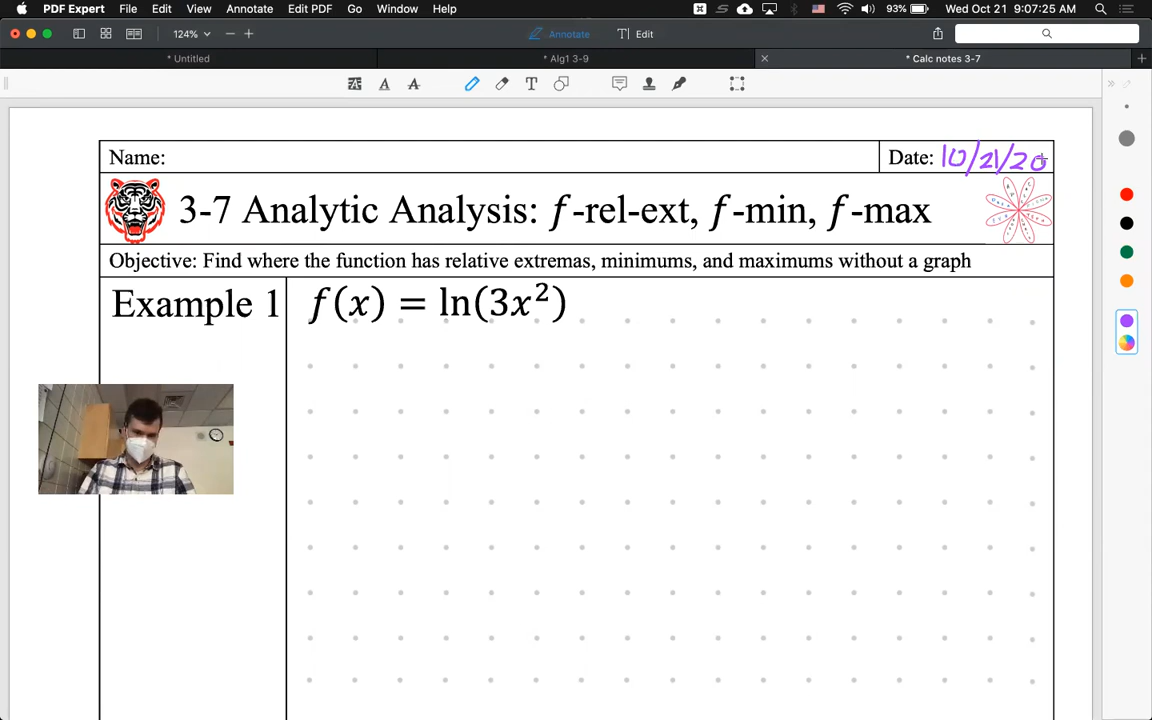 PDF Expert File Edit View Annotate Edit PDF Go Window Help 93% Wed Oct 21 9:07:25 AM
124% Annotate Edit
* Untitled * Alg1 3-9 * Calc notes 3-7
Name: Date: 10/21/20
3-7 Analytic Analysis: f-rel-ext, f-min, f-max
Objective: Find where the function has relative extremas, minimums, and maximums without a graph
Example 1 f(x) = ln(3x²)